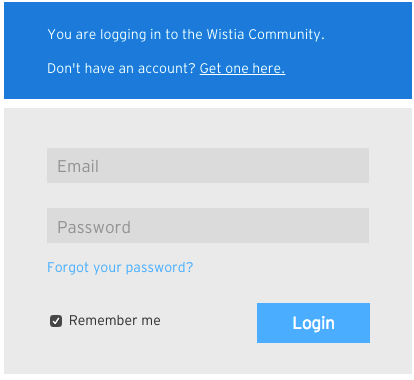 You are logging in to the Wistia Community.
Don't have an account? Get one here.
Email
Password
Forgot your password?
Remember me
Login